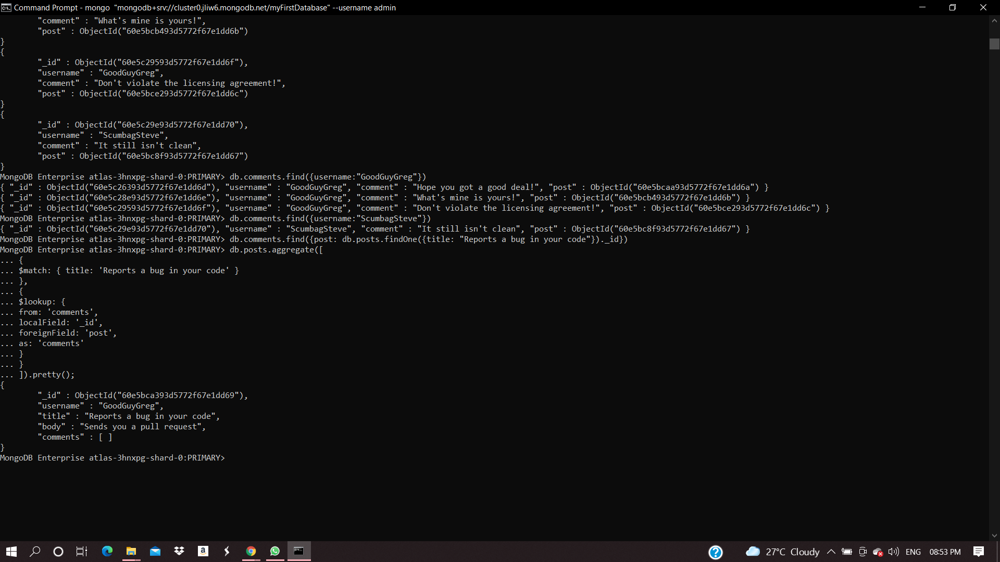 Command Prompt - mongo  "mongodb+srv://cluster0.jliw6.mongodb.net/myFirstDatabase" --username admin
        "comment" : "What's mine is yours!",
        "post" : ObjectId("60e5bcb493d5772f67e1dd6b")
}
{
        "_id" : ObjectId("60e5c29593d5772f67e1dd6f"),
        "username" : "GoodGuyGreg",
        "comment" : "Don't violate the licensing agreement!",
        "post" : ObjectId("60e5bce293d5772f67e1dd6c")
}
{
        "_id" : ObjectId("60e5c29e93d5772f67e1dd70"),
        "username" : "ScumbagSteve",
        "comment" : "It still isn't clean",
        "post" : ObjectId("60e5bc8f93d5772f67e1dd67")
}
MongoDB Enterprise atlas-3hnxpg-shard-0:PRIMARY> db.comments.find({username:"GoodGuyGreg"})
{ "_id" : ObjectId("60e5c26393d5772f67e1dd6d"), "username" : "GoodGuyGreg", "comment" : "Hope you got a good deal!", "post" : ObjectId("60e5bcaa93d5772f67e1dd6a") }
{ "_id" : ObjectId("60e5c28e93d5772f67e1dd6e"), "username" : "GoodGuyGreg", "comment" : "What's mine is yours!", "post" : ObjectId("60e5bcb493d5772f67e1dd6b") }
{ "_id" : ObjectId("60e5c29593d5772f67e1dd6f"), "username" : "GoodGuyGreg", "comment" : "Don't violate the licensing agreement!", "post" : ObjectId("60e5bce293d5772f67e1dd6c") }
MongoDB Enterprise atlas-3hnxpg-shard-0:PRIMARY> db.comments.find({username:"ScumbagSteve"})
{ "_id" : ObjectId("60e5c29e93d5772f67e1dd70"), "username" : "ScumbagSteve", "comment" : "It still isn't clean", "post" : ObjectId("60e5bc8f93d5772f67e1dd67") }
MongoDB Enterprise atlas-3hnxpg-shard-0:PRIMARY> db.comments.find({post: db.posts.findOne({title: "Reports a bug in your code"})._id})
MongoDB Enterprise atlas-3hnxpg-shard-0:PRIMARY> db.posts.aggregate([
... {
... $match: { title: 'Reports a bug in your code' }
... },
... {
... $lookup: {
... from: 'comments',
... localField: '_id',
... foreignField: 'post',
... as: 'comments'
... }
... }
... ]).pretty();
{
        "_id" : ObjectId("60e5bca393d5772f67e1dd69"),
        "username" : "GoodGuyGreg",
        "title" : "Reports a bug in your code",
        "body" : "Sends you a pull request",
        "comments" : [ ]
}
MongoDB Enterprise atlas-3hnxpg-shard-0:PRIMARY>
27°C Cloudy ENG 08:53 PM